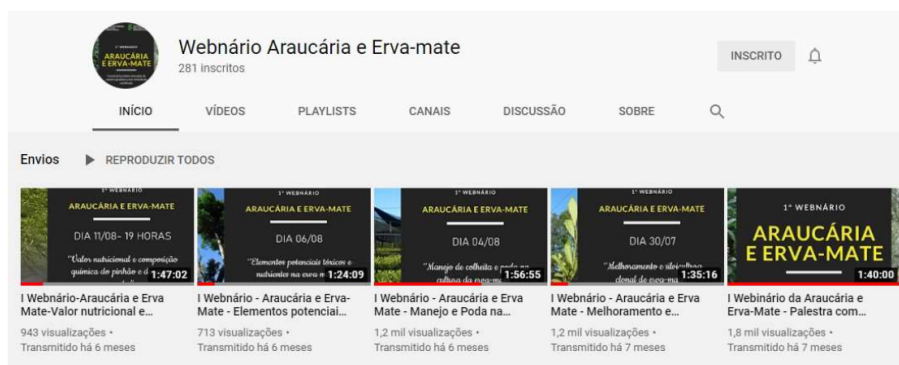 Webnário Araucária e Erva-mate
281 inscritos
INSCRITO
INÍCIO VÍDEOS PLAYLISTS CANAIS DISCUSSÃO SOBRE
Envios REPRODUZIR TODOS
1º WEBNÁRIO
ARAUCÁRIA E ERVA-MATE
DIA 11/08- 19 HORAS
"Valor nutricional e composição
química do pinhão e d
1:47:02
I Webnário-Araucária e Erva
Mate-Valor nutricional e...
943 visualizações •
Transmitido há 6 meses
1º WEBNÁRIO
ARAUCÁRIA E ERVA-MATE
DIA 06/08
"Elementos potenciais tóxicos e
nutrientes na erva m
1:24:09
I Webnário - Araucária e Erva-
Mate - Elementos potenciai...
713 visualizações •
Transmitido há 6 meses
1º WEBNÁRIO
ARAUCÁRIA E ERVA-MATE
DIA 04/08
"Manejo de colheita e poda na
cultura da erva-ma
1:56:55
I Webnário - Araucária e Erva
Mate - Manejo e Poda na...
1,2 mil visualizações •
Transmitido há 6 meses
1º WEBNÁRIO
ARAUCÁRIA E ERVA-MATE
DIA 30/07
"Melhoramento e silvicultura
clonal de erva-ma
1:35:16
I Webnário - Araucária e Erva
Mate - Melhoramento e...
1,2 mil visualizações •
Transmitido há 7 meses
1º WEBNÁRIO
ARAUCÁRIA
E ERVA-MATE
1:40:00
I Webinário da Araucária e
Erva-Mate - Palestra com...
1,8 mil visualizações •
Transmitido há 7 meses